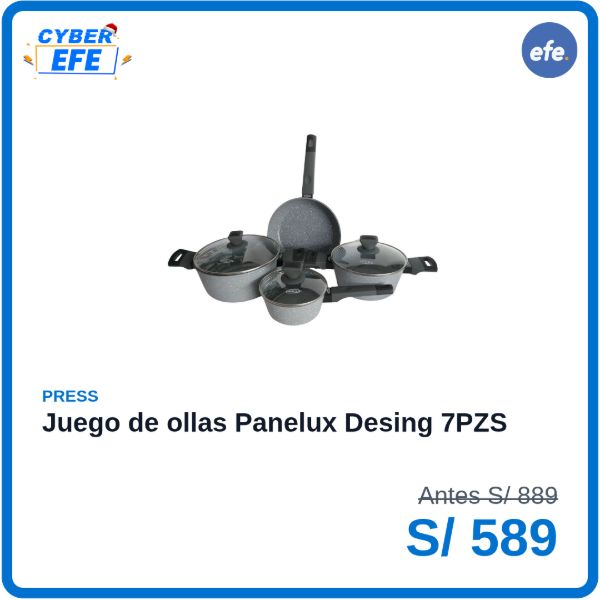 CYBER
EFE
efe.
PRESS
Juego de ollas Panelux Desing 7PZS
Antes S/ 889
S/ 589